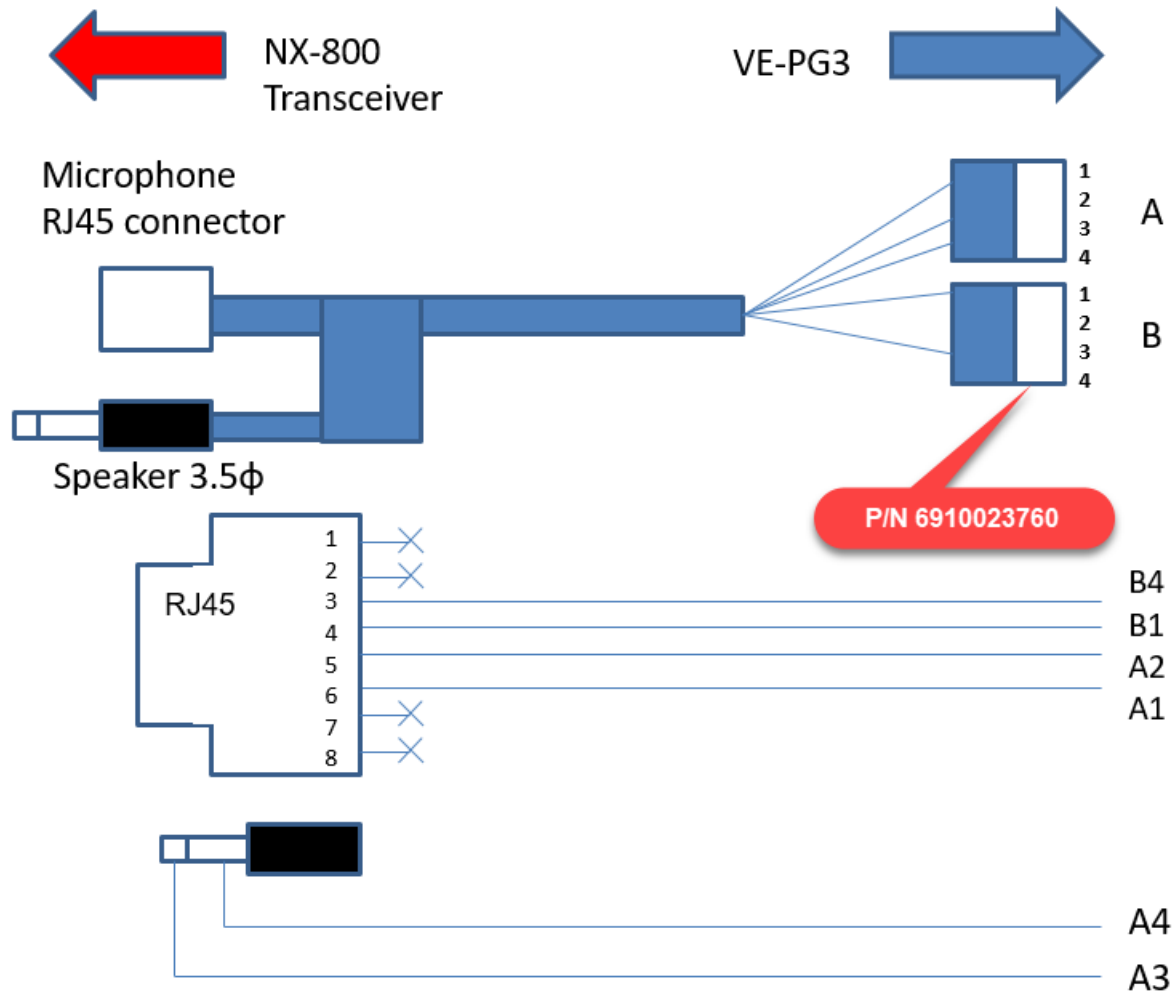 NX-800
Transceiver
VE-PG3
Microphone
RJ45 connector
1
2
3
4
A
1
2
3
4
B
Speaker 3.5ϕ
P/N 6910023760
RJ45
1
2
3
4
5
6
7
8
B4
B1
A2
A1
A4
A3